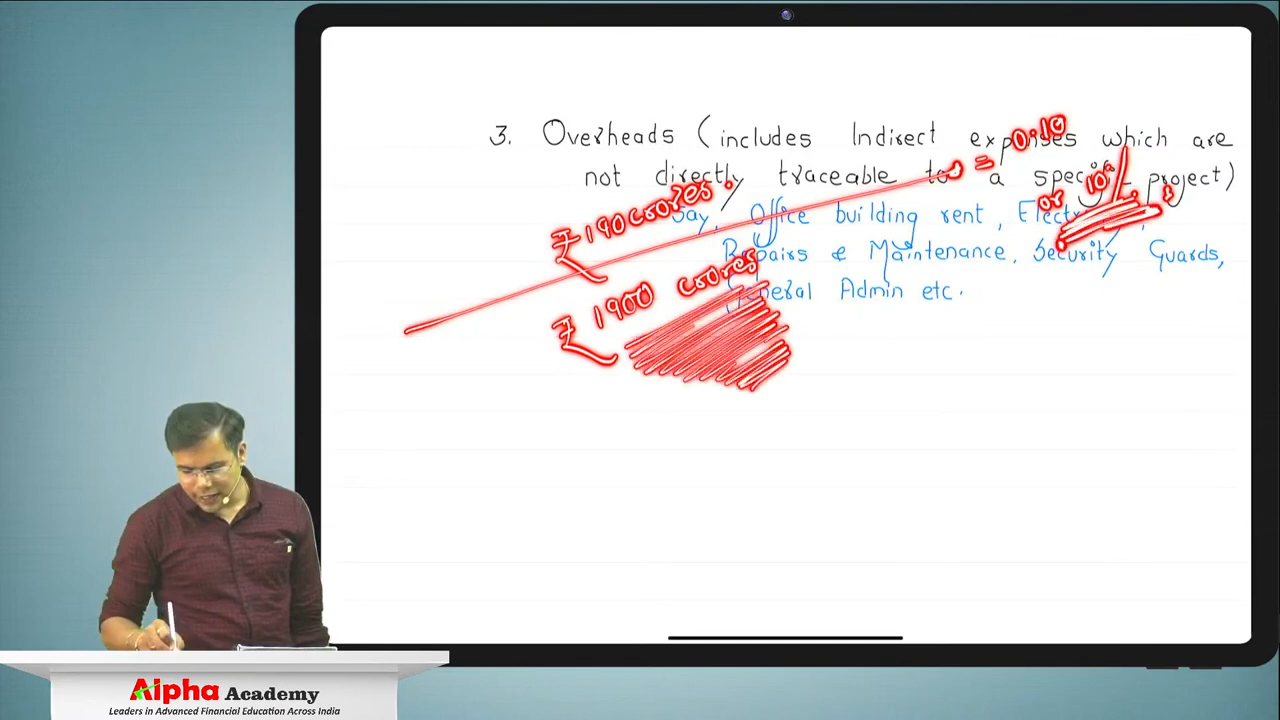 3. Overheads (includes Indirect expenses which are
not directly traceable to a specific project)
Say, Office building rent, Electricity,
Repairs & Maintenance, Security Guards,
General Admin etc.
₹190 crores
₹1900 crores
= 0.10
or 10%
Alpha Academy
Leaders in Advanced Financial Education Across India